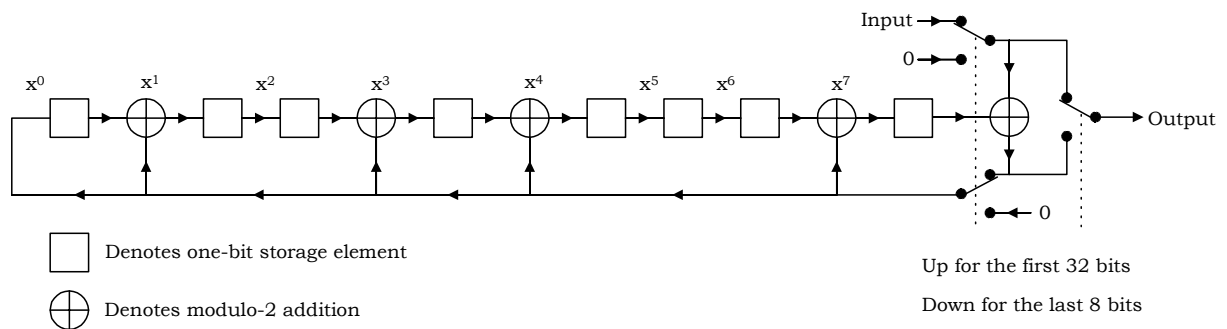 Input
0
x⁰ x¹ x² x³ x⁴ x⁵ x⁶ x⁷
Output
0
Denotes one-bit storage element
Up for the first 32 bits
Denotes modulo-2 addition
Down for the last 8 bits